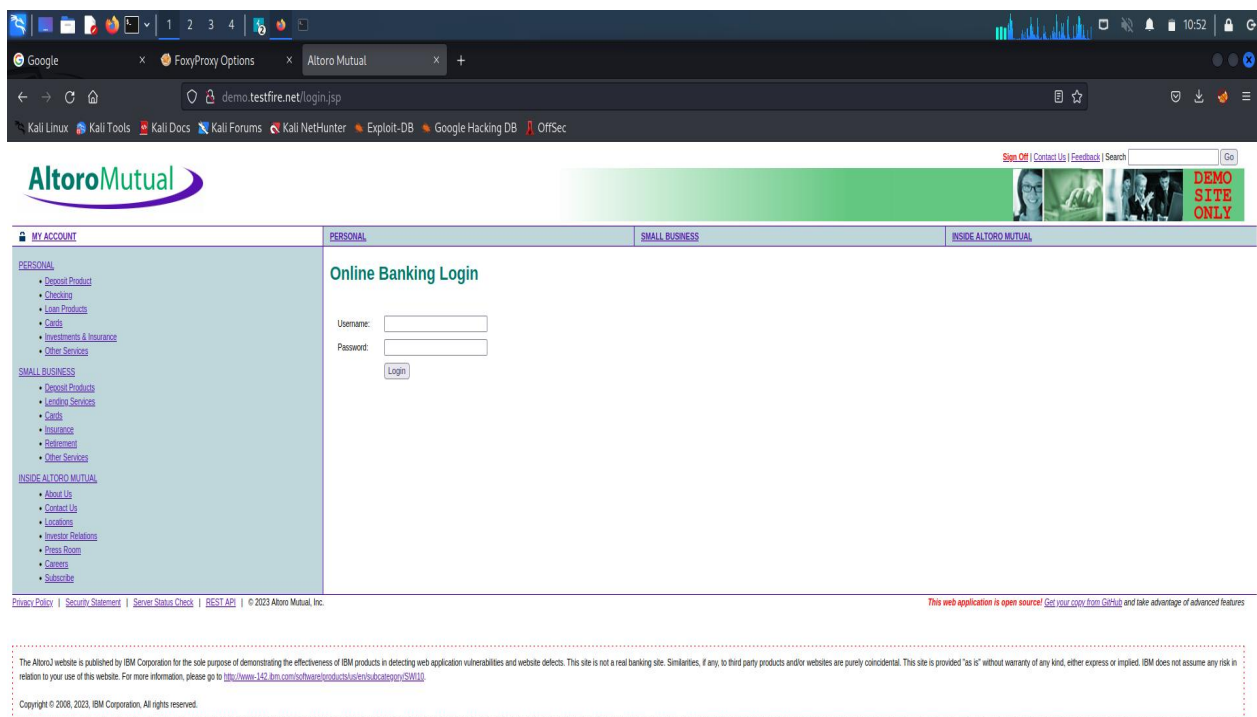 1 2 3 4
2
10:52
Google
FoxyProxy Options
Altoro Mutual
demo.testfire.net/login.jsp
Kali Linux Kali Tools Kali Docs Kali Forums Kali NetHunter Exploit-DB Google Hacking DB OffSec
Sign Off | Contact Us | Feedback | Search Go
AltoroMutual
DEMO
SITE
ONLY
MY ACCOUNT PERSONAL SMALL BUSINESS INSIDE ALTORO MUTUAL
PERSONAL
• Deposit Product
• Checking
• Loan Products
• Cards
• Investments & Insurance
• Other Services
SMALL BUSINESS
• Deposit Products
• Lending Services
• Cards
• Insurance
• Retirement
• Other Services
INSIDE ALTORO MUTUAL
• About Us
• Contact Us
• Locations
• Investor Relations
• Press Room
• Careers
• Subscribe
Online Banking Login
Username:
Password:
Login
Privacy Policy | Security Statement | Server Status Check | REST API | © 2023 Altoro Mutual, Inc.
This web application is open source! Get your copy from GitHub and take advantage of advanced features
The AltoroJ website is published by IBM Corporation for the sole purpose of demonstrating the effectiveness of IBM products in detecting web application vulnerabilities and website defects. This site is not a real banking site. Similarities, if any, to third party products and/or websites are purely coincidental. This site is provided "as is" without warranty of any kind, either express or implied. IBM does not assume any risk in
relation to your use of this website. For more information, please go to http://www-142.ibm.com/software/products/us/en/subcategory/SWI10.
Copyright © 2008, 2023, IBM Corporation, All rights reserved.